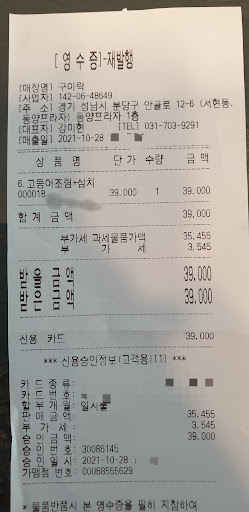 [ 영 수 증 ]-재발행
[매장명] 구이락
[사업자] 142-06-48649
[주 소] 경기 성남시 분당구 안골로 12-6 (서현동,
동양프라자) 동양프라자 1층
[대표자] 강미현 [TEL] 031-703-9291
[매출일] 2021-10-28
상 품 명 단 가 수량 금 액
6.고등어조림+삼치
000018 39.000 1 39.000
합 계 금 액 39.000
부가세 과세물품가액 35.455
부 가 세 3.545
받을금액 39.000
받은금액 39.000
신용 카드 39.000
*** 신용승인정보(고객용)[1] ***
카 드 종 류:
카 드 번 호:
할 부 개 월: 일시불
판 매 금 액: 35.455
부 가 세: 3.545
승 인 금 액: 39.000
승 인 번 호: 30086145
승 인 일 시: 2021-10-28
가맹점 번호: 00068555629
* 물품반품시 본 영수증을 필히 지참하여